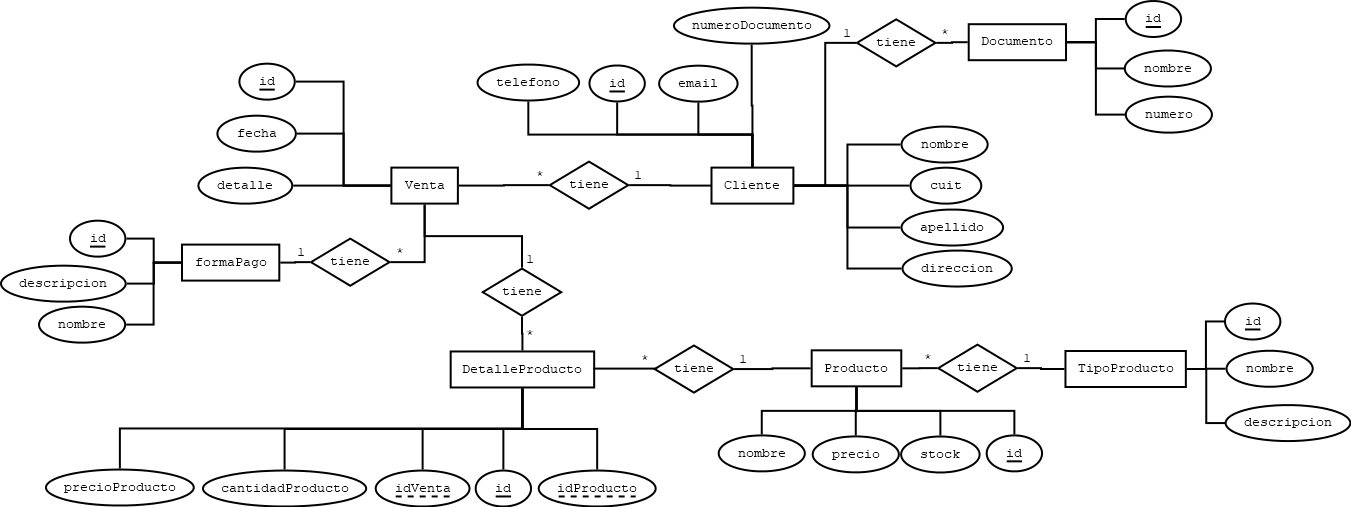 numeroDocumento
id
1
tiene
*
Documento
nombre
numero
id
telefono
id
email
fecha
detalle
Venta
*
tiene
1
Cliente
nombre
cuit
apellido
direccion
id
descripcion
nombre
formaPago
1
tiene
*
1
tiene
*
DetalleProducto
*
tiene
1
Producto
*
tiene
1
TipoProducto
id
nombre
descripcion
nombre
precio
stock
id
precioProducto
cantidadProducto
idVenta
id
idProducto